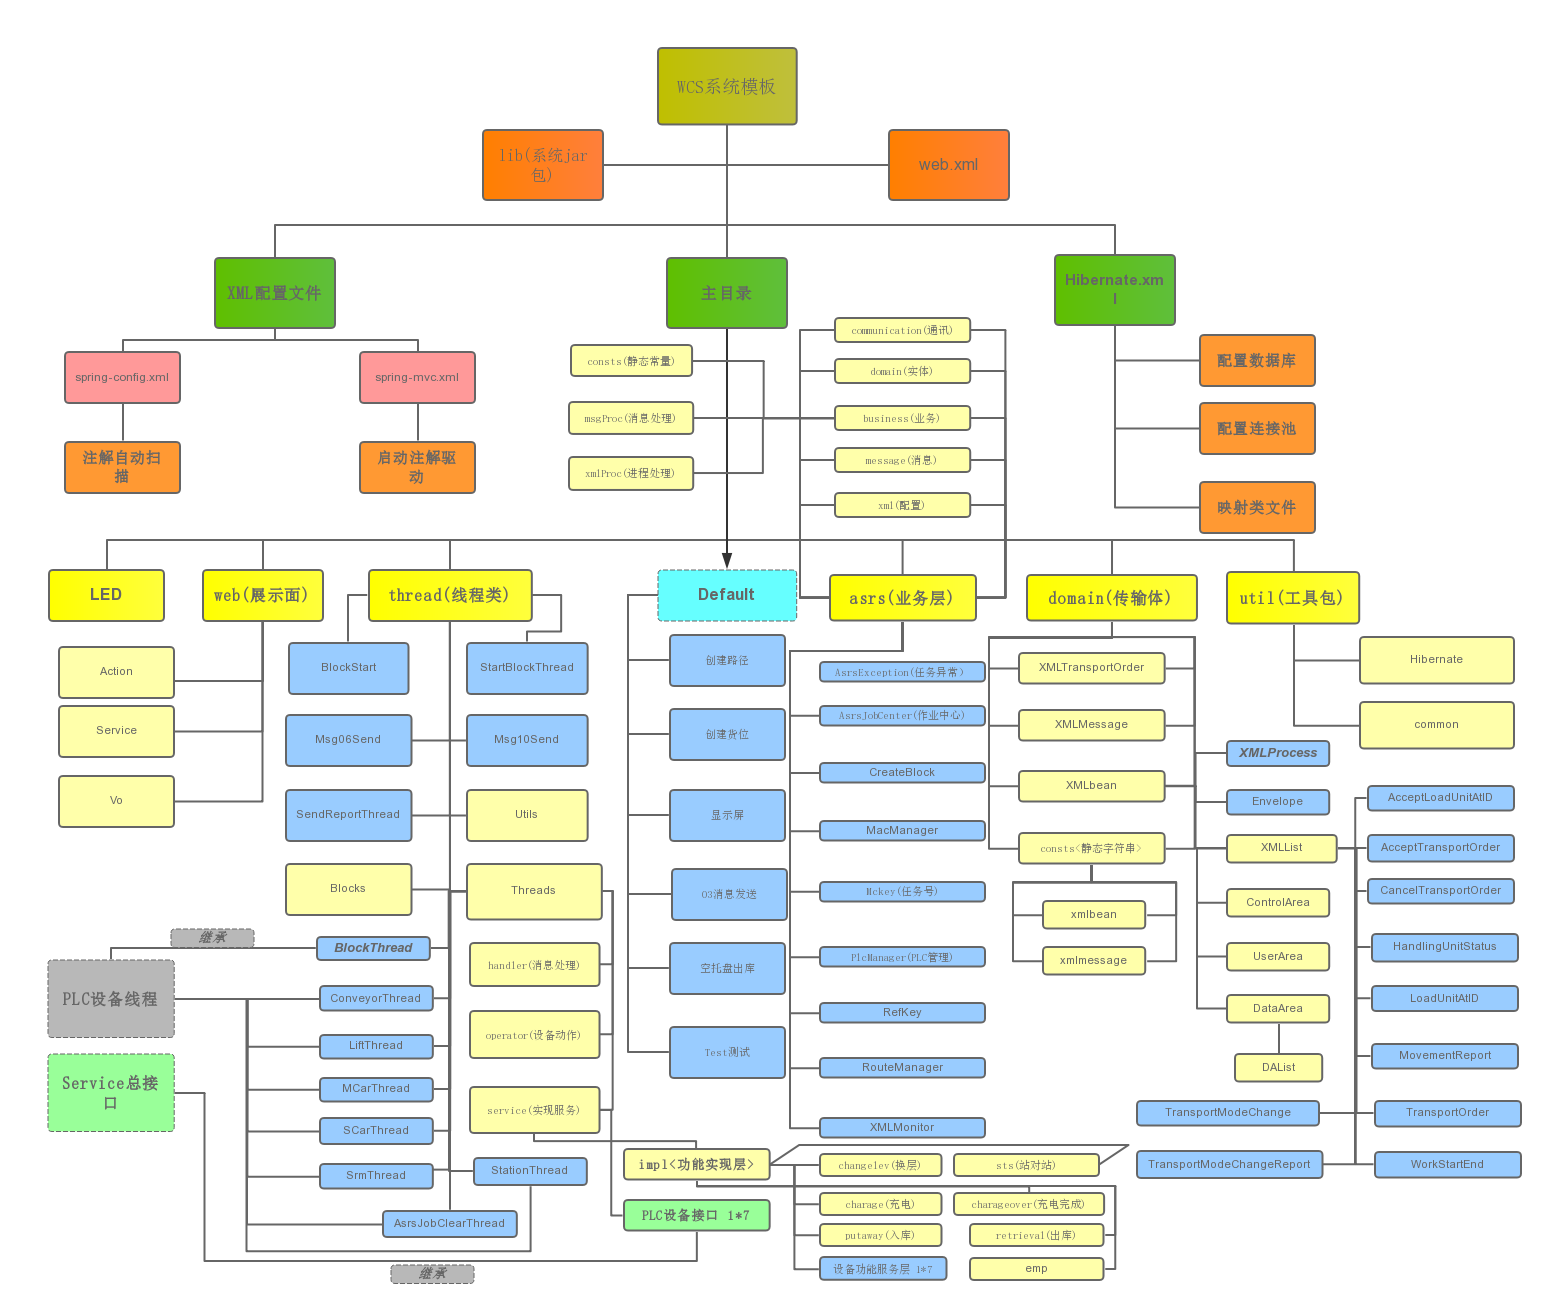 WCS系统模板
lib(系统jar
包)
web.xml
XML配置文件
主目录
Hibernate.xm
l
spring-config.xml
spring-mvc.xml
注解自动扫
描
启动注解驱
动
consts(静态常量)
msgProc(消息处理)
xmlProc(进程处理)
communication(通讯)
domain(实体)
business(业务)
message(消息)
xml(配置)
配置数据库
配置连接池
映射类文件
LED
web(展示面)
thread(线程类)
Default
asrs(业务层)
domain(传输体)
util(工具包)
Action
Service
Vo
BlockStart
StartBlockThread
Msg06Send
Msg10Send
SendReportThread
Utils
Blocks
Threads
继承
BlockThread
PLC设备线程
ConveyorThread
LiftThread
MCarThread
SCarThread
SrmThread
StationThread
AsrsJobClearThread
Service总接
口
继承
handler(消息处理)
operator(设备动作)
service(实现服务)
创建路径
创建货位
显示屏
03消息发送
空托盘出库
Test测试
AsrsException(任务异常)
AsrsJobCenter(作业中心)
CreateBlock
MacManager
Mckey(任务号)
PlcManager(PLC管理)
RefKey
RouteManager
XMLMonitor
XMLTransportOrder
XMLMessage
XMLbean
consts<静态字符串>
xmlbean
xmlmessage
Hibernate
common
XMLProcess
Envelope
XMLList
ControlArea
UserArea
DataArea
DAList
AcceptLoadUnitAtID
AcceptTransportOrder
CancelTransportOrder
HandlingUnitStatus
LoadUnitAtID
MovementReport
TransportModeChange
TransportOrder
TransportModeChangeReport
WorkStartEnd
impl<功能实现层>
PLC设备接口 1*7
changelev(换层)
sts(站对站)
charage(充电)
charageover(充电完成)
putaway(入库)
retrieval(出库)
设备功能服务层 1*7
emp